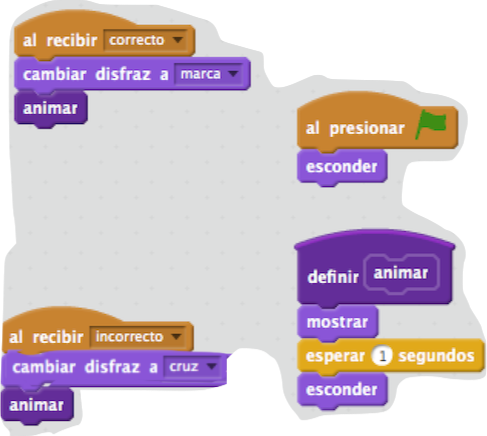 al recibir correcto
cambiar disfraz a marca
animar
al presionar
esconder
definir animar
mostrar
esperar 1 segundos
esconder
al recibir incorrecto
cambiar disfraz a cruz
animar